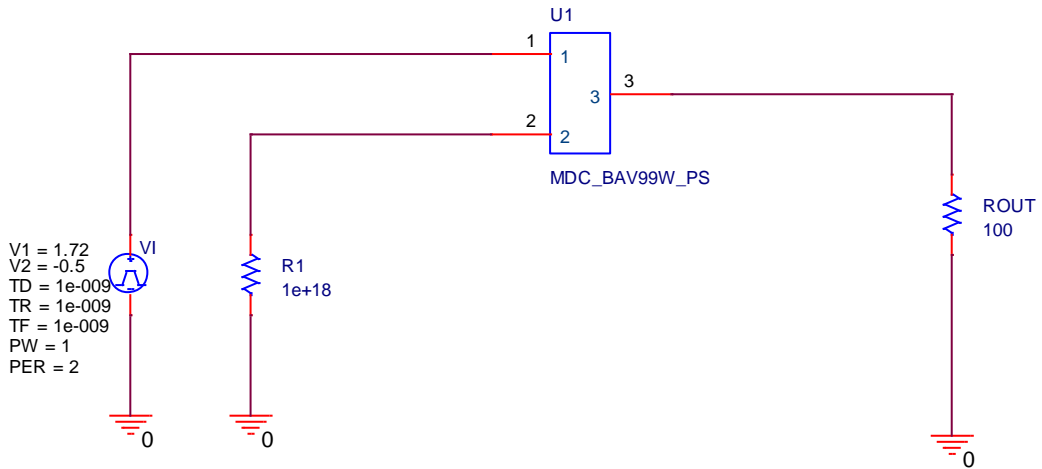 U1
1
1
3
3
2
2
MDC_BAV99W_PS
V1 = 1.72
VI
V2 = -0.5
TD = 1e-009
TR = 1e-009
TF = 1e-009
PW = 1
PER = 2
R1
1e+18
ROUT
100
0
0
0